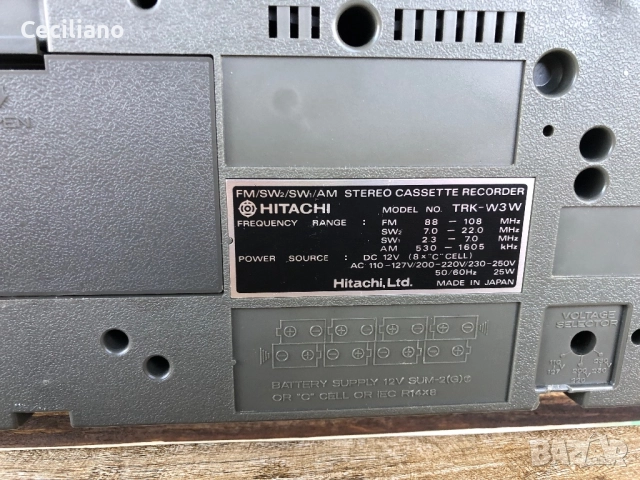 Ceciliano
FM/SW2/SW1/AM STEREO CASSETTE RECORDER
HITACHI MODEL NO. TRK-W3W
FREQUENCY RANGE : FM 88 – 108 MHz
SW2 7.0 – 22.0 MHz
SW1 2.3 – 7.0 MHz
AM 530 – 1605 kHz
POWER SOURCE : DC 12V (8×"C"CELL)
AC 110-127V/200-220V/230-250V
50/60Hz 25W
Hitachi, Ltd. MADE IN JAPAN
VOLTAGE
SELECTOR
BATTERY SUPPLY 12V SUM-2(G)S
OR "C" CELL OR IEC R14×8
BAZAR